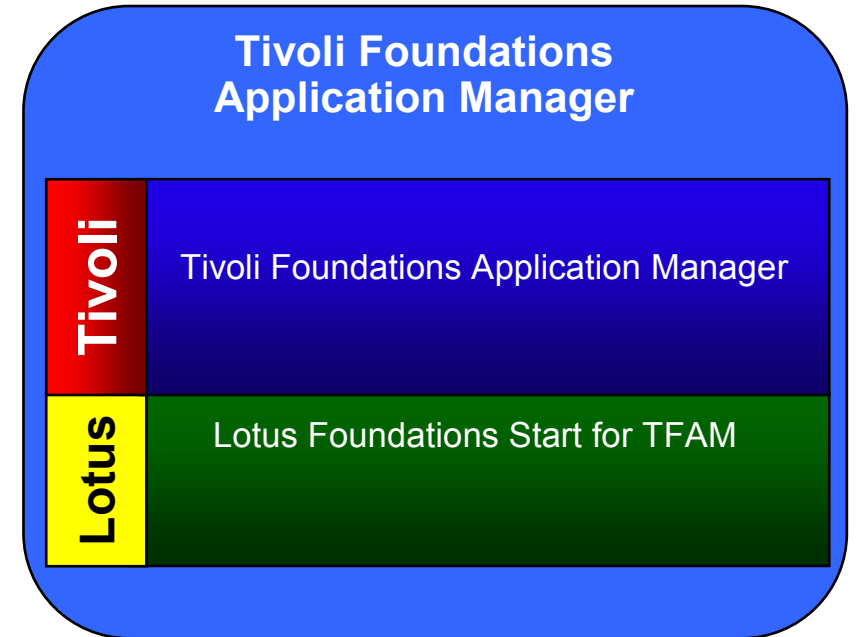 Tivoli Foundations
Application Manager
Tivoli
Tivoli Foundations Application Manager
Lotus
Lotus Foundations Start for TFAM